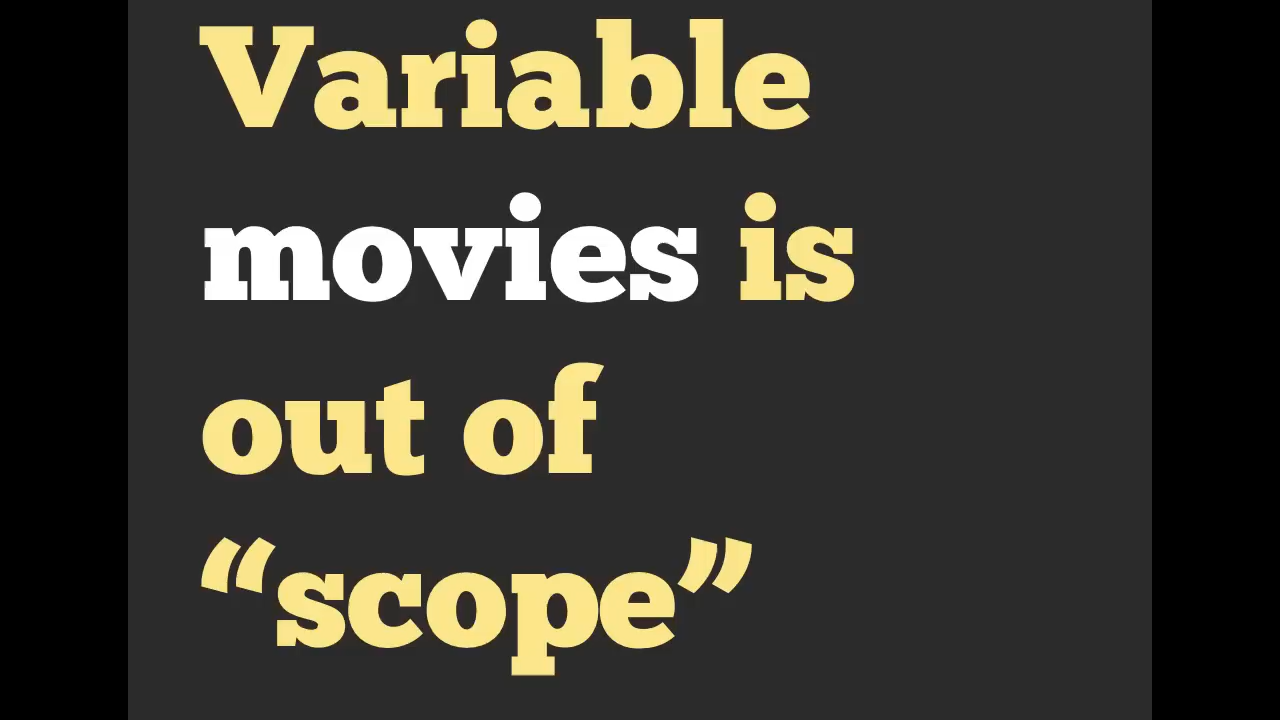 Variable
movies is
out of
“scope”